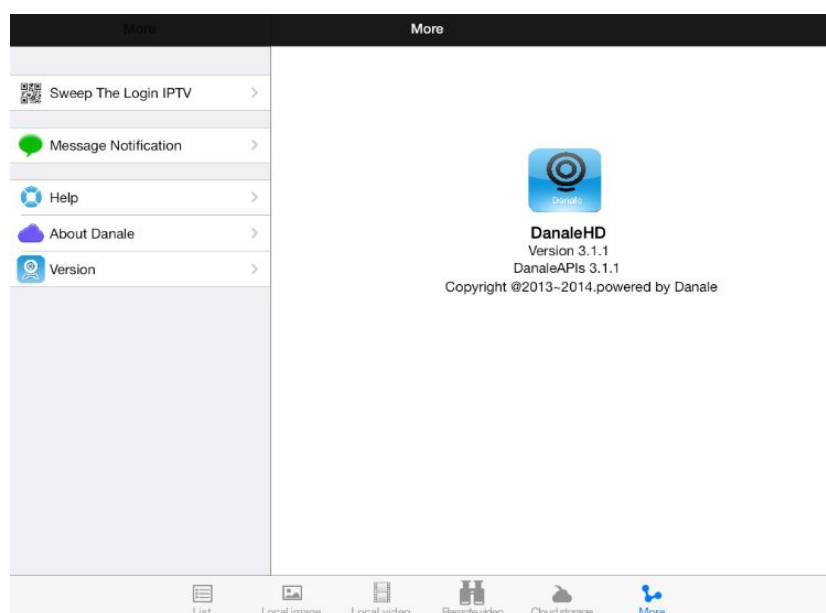 More
More
Sweep The Login IPTV
Message Notification
Help
About Danale
Version
Danale
DanaleHD
Version 3.1.1
DanaleAPIs 3.1.1
Copyright @2013~2014.powered by Danale
List
Local image
Local video
Remote video
Cloud storage
More